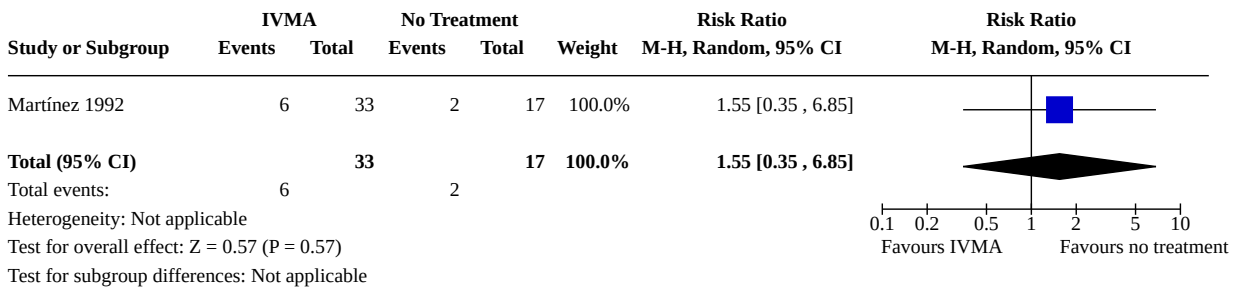 IVMA No Treatment Risk Ratio Risk Ratio
Study or Subgroup Events Total Events Total Weight M-H, Random, 95% CI M-H, Random, 95% CI
Martínez 1992 6 33 2 17 100.0% 1.55 [0.35 , 6.85]
Total (95% CI) 33 17 100.0% 1.55 [0.35 , 6.85]
Total events: 6 2
Heterogeneity: Not applicable
0.1 0.2 0.5 1 2 5 10
Test for overall effect: Z = 0.57 (P = 0.57) Favours IVMA Favours no treatment
Test for subgroup differences: Not applicable